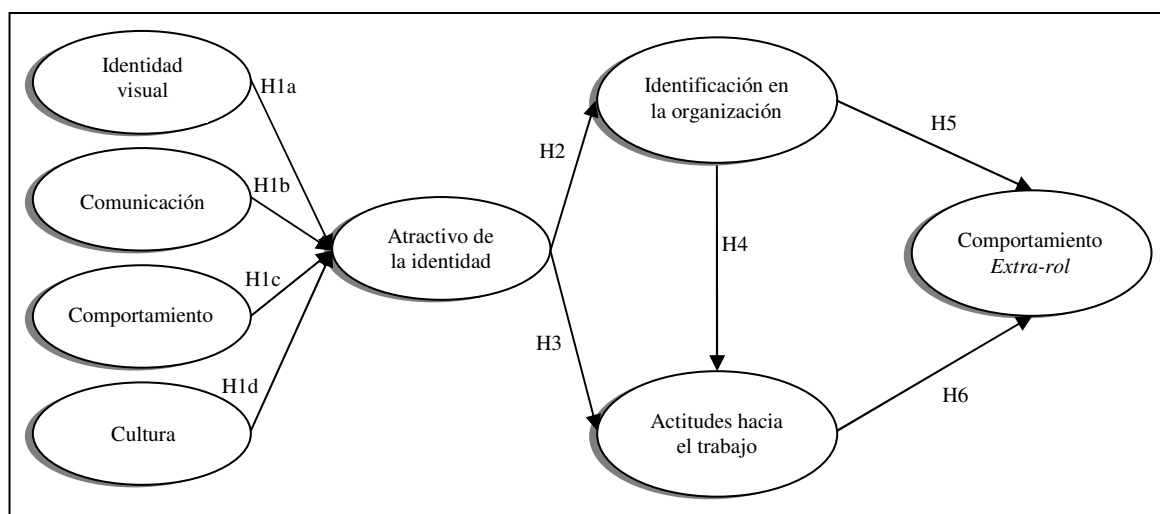 Identidad
visual
H1a
Comunicación
H1b
Comportamiento
H1c
Cultura
H1d
Atractivo de
la identidad
H2
H3
Identificación en
la organización
H4
Actitudes hacia
el trabajo
H5
H6
Comportamiento
Extra-rol